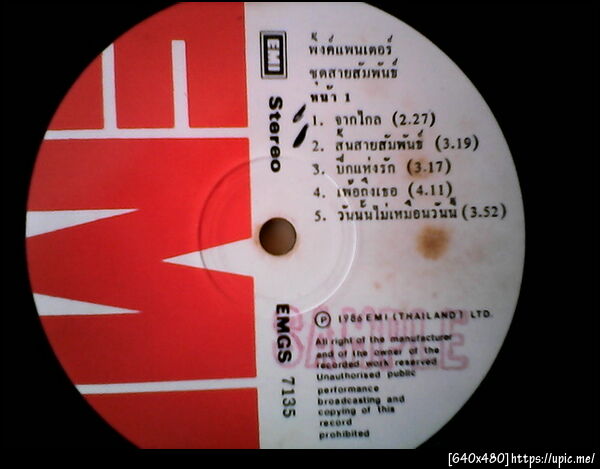 EMI
Stereo
พิ้งค์แพนเตอร์
ชุดสายสัมพันธ์
หน้า 1
1. จากไกล (2.27)
2. สิ้นสายสัมพันธ์ (3.19)
3. ปีกแห่งรัก (3.17)
4. เพ้อถึงเธอ (4.11)
5. วันนั้นไม่เหมือนวันนี้ (3.52)
EMGS 7135
SAMPLE
Ⓟ 1986 EMI (THAILAND) LTD.
All right of the manufacturer
and of the owner of the
recorded work reserved
Unauthorised public
performance
broadcasting and
copying of this
record
prohibited
[640x480]https://upic.me/